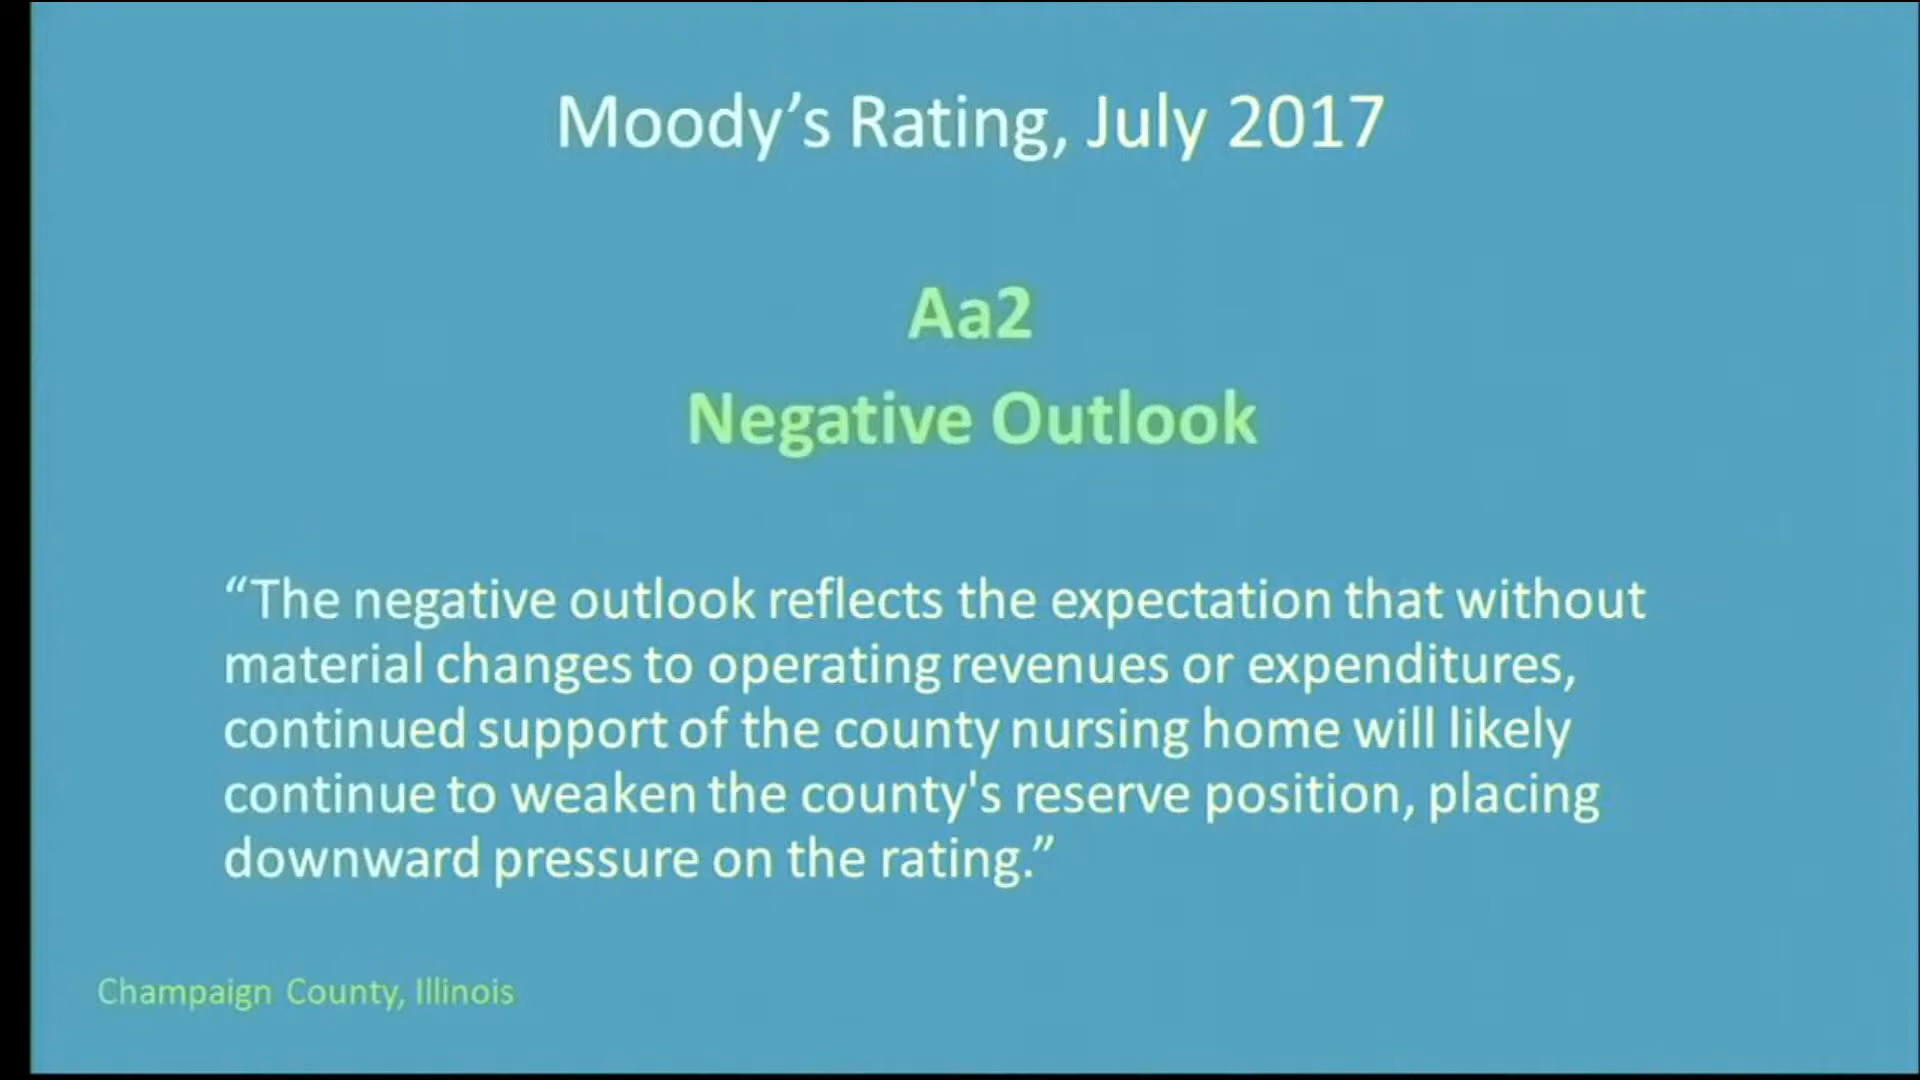 Moody’s Rating, July 2017
Aa2
Negative Outlook
“The negative outlook reflects the expectation that without
material changes to operating revenues or expenditures,
continued support of the county nursing home will likely
continue to weaken the county's reserve position, placing
downward pressure on the rating.”
Champaign County, Illinois